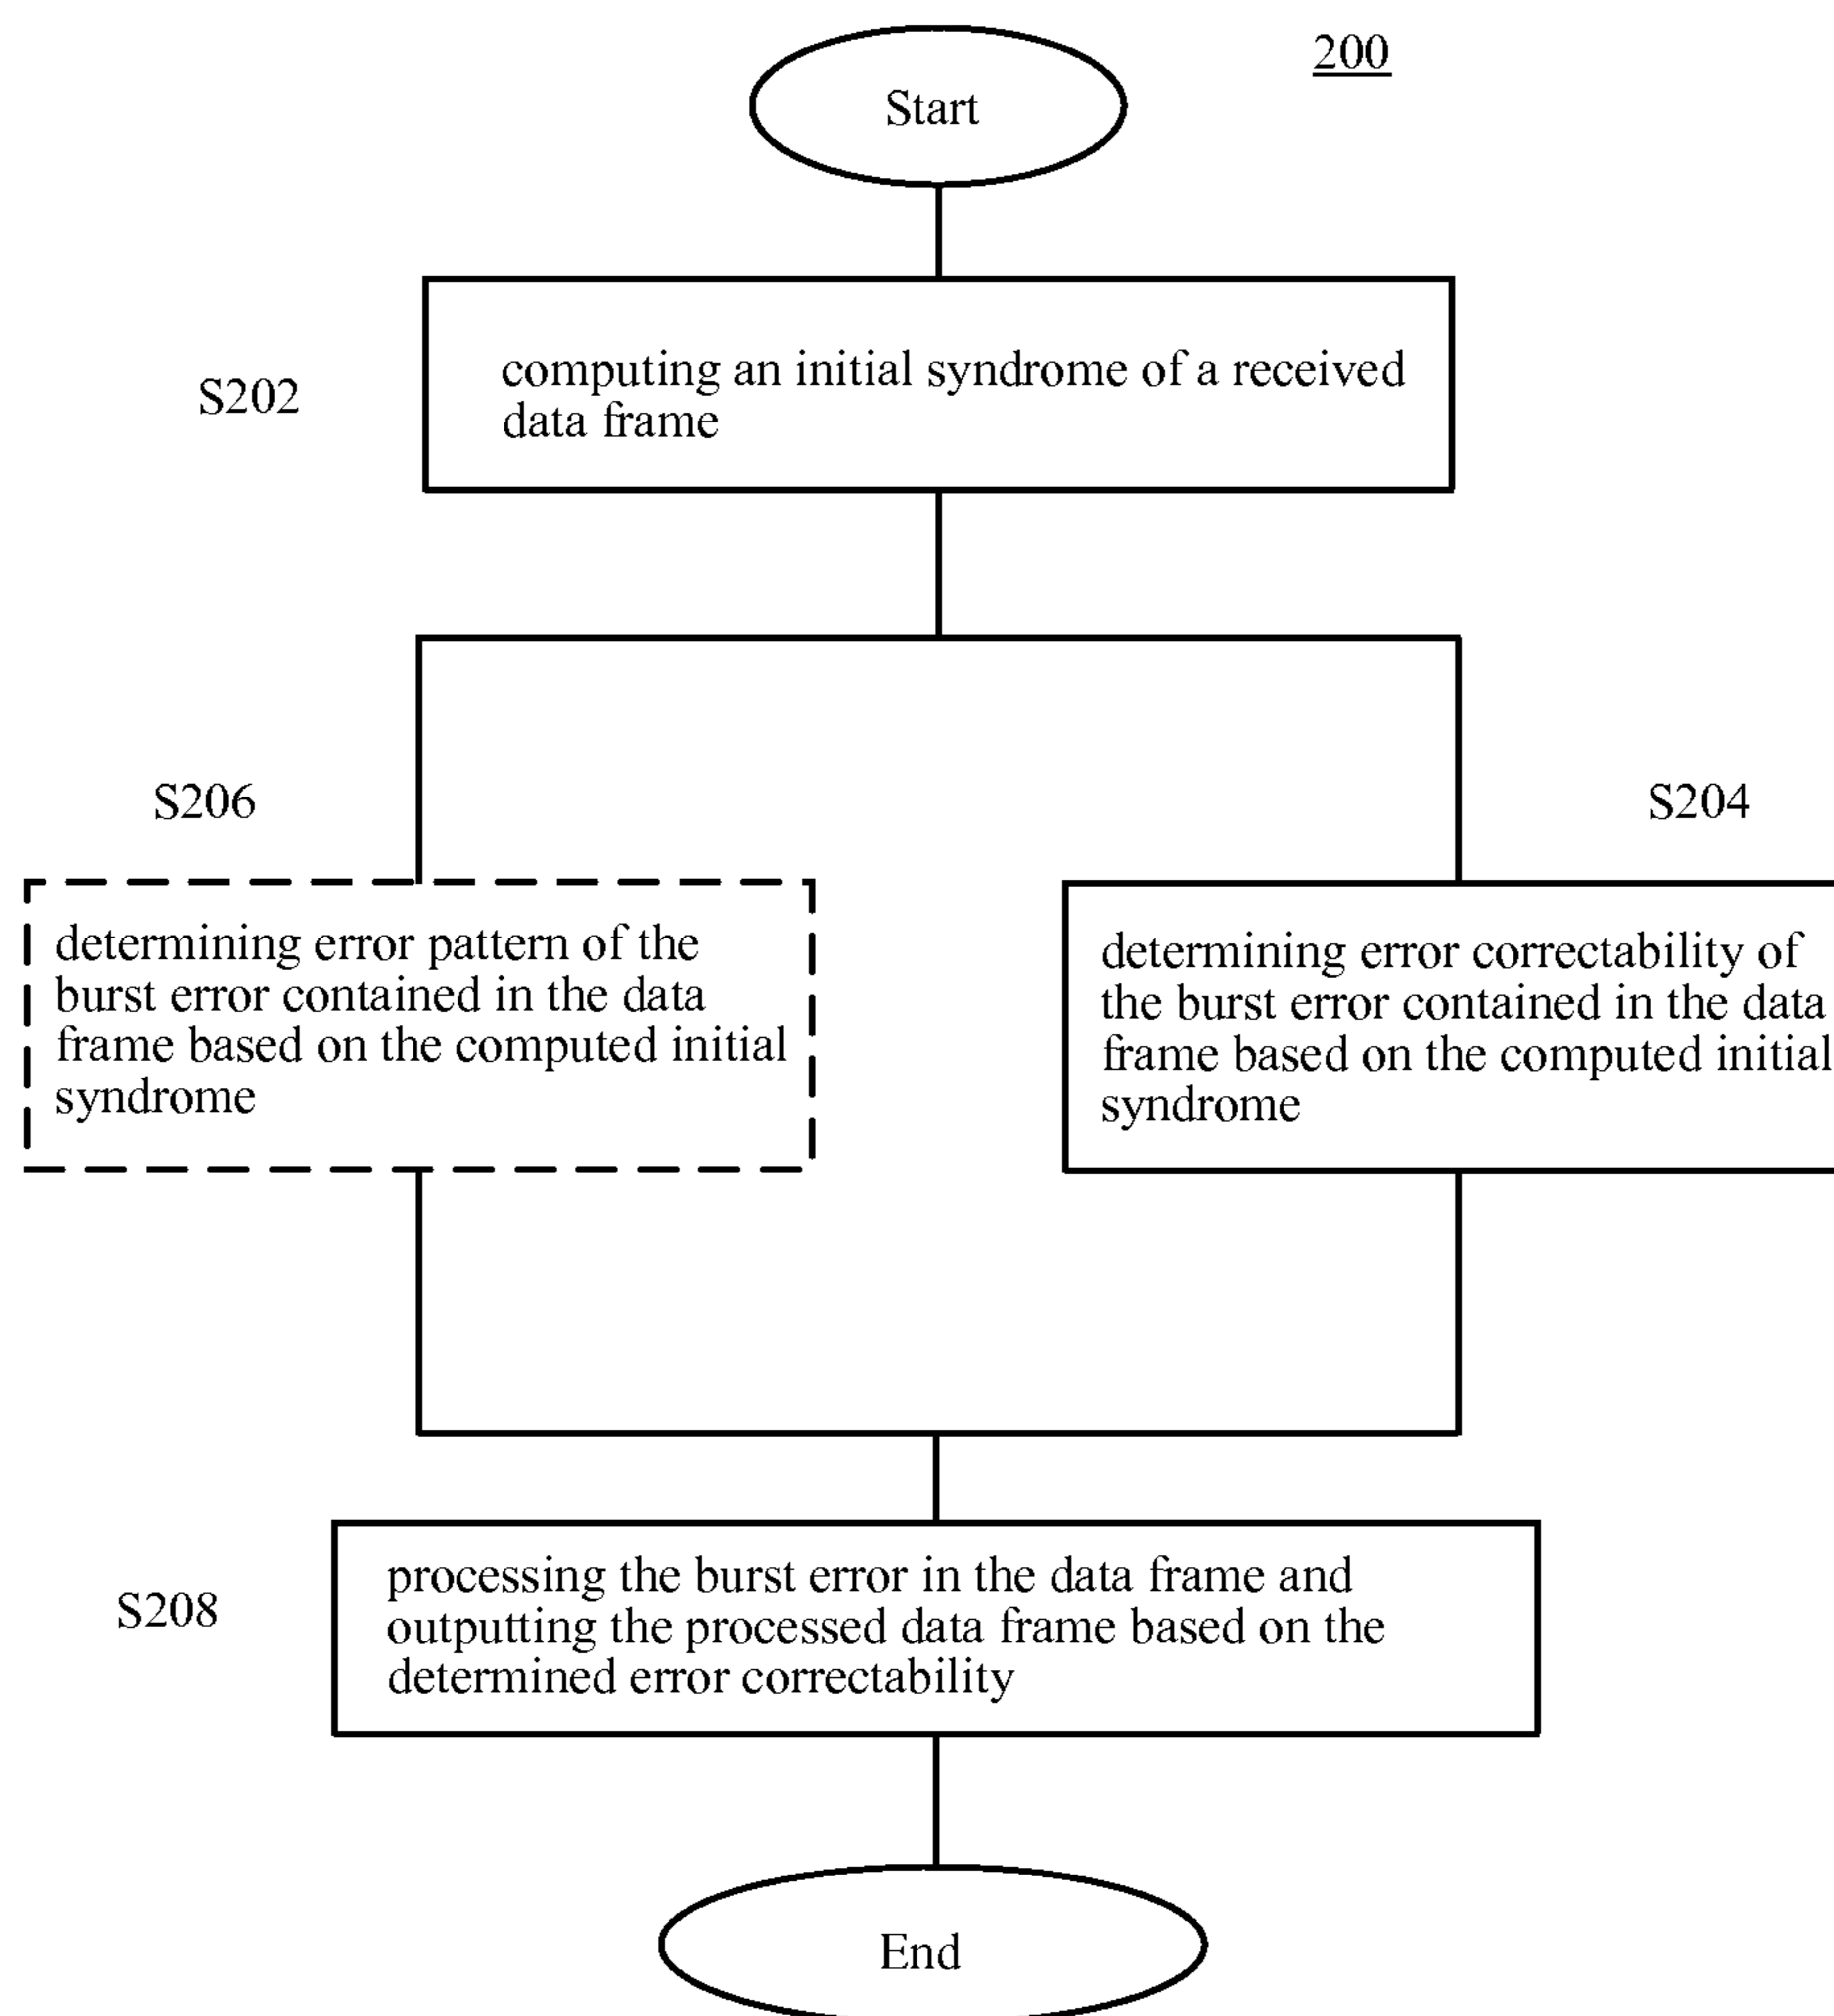 200
Start
S202
computing an initial syndrome of a received
data frame
S206
S204
determining error pattern of the
burst error contained in the data
frame based on the computed initial
syndrome
determining error correctability of
the burst error contained in the data
frame based on the computed initial
syndrome
S208
processing the burst error in the data frame and
outputting the processed data frame based on the
determined error correctability
End